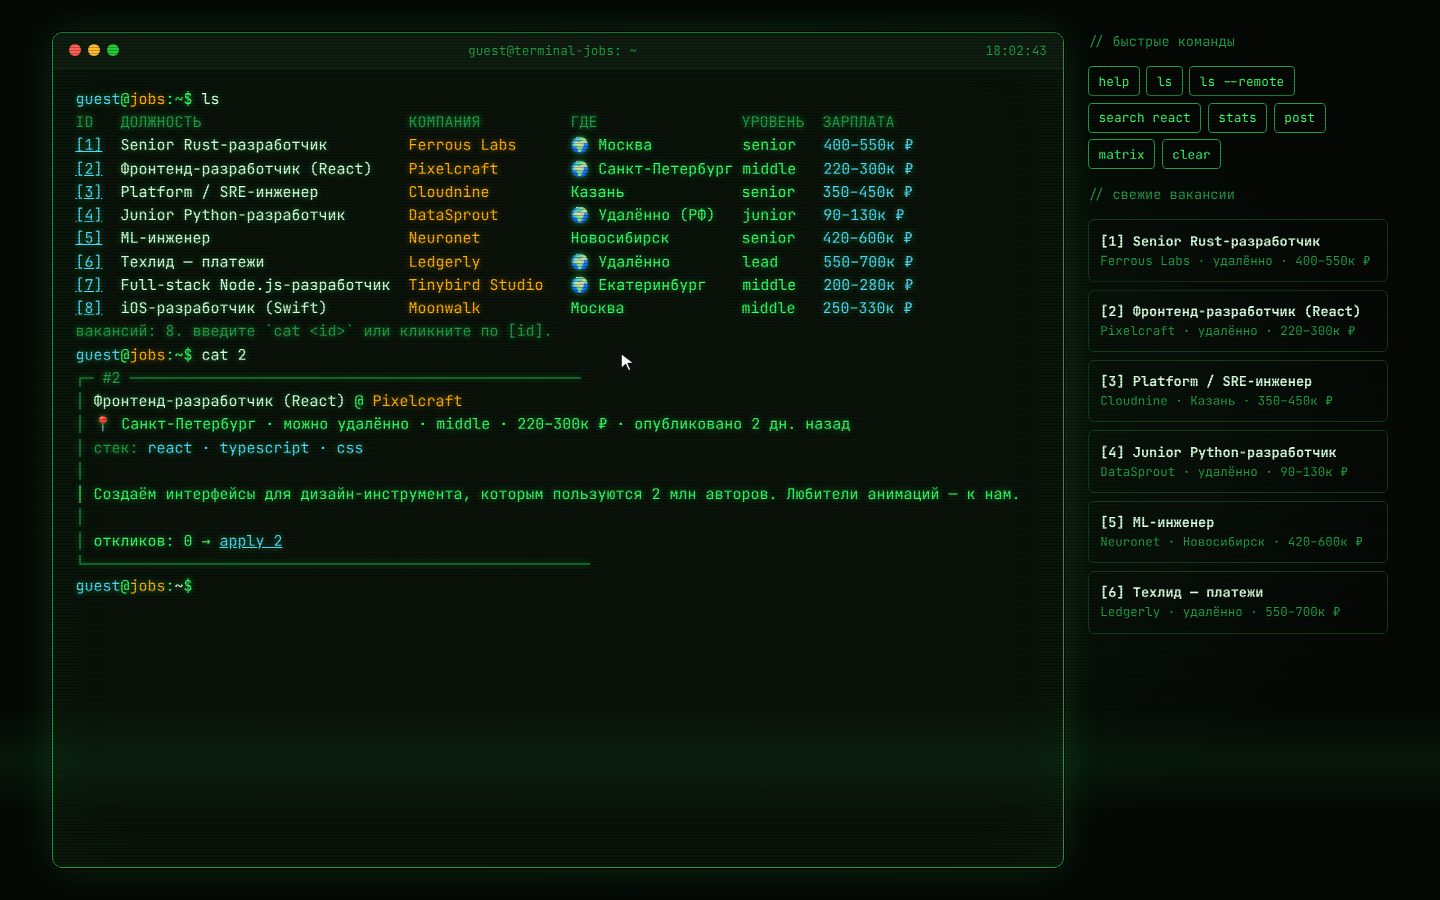 guest@terminal-jobs: ~
18:02:43
guest@jobs:~$ ls
ID ДОЛЖНОСТЬ КОМПАНИЯ ГДЕ УРОВЕНЬ ЗАРПЛАТА
[1] Senior Rust-разработчик Ferrous Labs 🌍 Москва senior 400–550к ₽
[2] Фронтенд-разработчик (React) Pixelcraft 🌍 Санкт-Петербург middle 220–300к ₽
[3] Platform / SRE-инженер Cloudnine Казань senior 350–450к ₽
[4] Junior Python-разработчик DataSprout 🌍 Удалённо (РФ) junior 90–130к ₽
[5] ML-инженер Neuronet Новосибирск senior 420–600к ₽
[6] Техлид — платежи Ledgerly 🌍 Удалённо lead 550–700к ₽
[7] Full-stack Node.js-разработчик Tinybird Studio 🌍 Екатеринбург middle 200–280к ₽
[8] iOS-разработчик (Swift) Moonwalk Москва middle 250–330к ₽
вакансий: 8. введите `cat <id>` или кликните по [id].
guest@jobs:~$ cat 2
#2
Фронтенд-разработчик (React) @ Pixelcraft
📍 Санкт-Петербург · можно удалённо · middle · 220–300к ₽ · опубликовано 2 дн. назад
стек: react · typescript · css
Создаём интерфейсы для дизайн-инструмента, которым пользуются 2 млн авторов. Любители анимаций — к нам.
откликов: 0 → apply 2
guest@jobs:~$
// быстрые команды
help ls ls --remote
search react stats post
matrix clear
// свежие вакансии
[1] Senior Rust-разработчик
Ferrous Labs · удалённо · 400–550к ₽
[2] Фронтенд-разработчик (React)
Pixelcraft · удалённо · 220–300к ₽
[3] Platform / SRE-инженер
Cloudnine · Казань · 350–450к ₽
[4] Junior Python-разработчик
DataSprout · удалённо · 90–130к ₽
[5] ML-инженер
Neuronet · Новосибирск · 420–600к ₽
[6] Техлид — платежи
Ledgerly · удалённо · 550–700к ₽